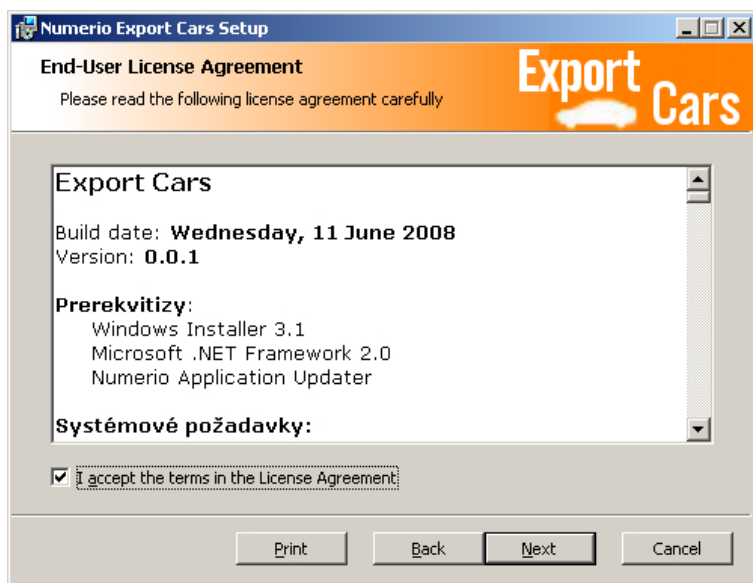 Numerio Export Cars Setup
End-User License Agreement
Please read the following license agreement carefully
Export
Cars
Export Cars
Build date: Wednesday, 11 June 2008
Version: 0.0.1
Prerekvitizy:
Windows Installer 3.1
Microsoft .NET Framework 2.0
Numerio Application Updater
Systémové požadavky:
I accept the terms in the License Agreement
Print
Back
Next
Cancel